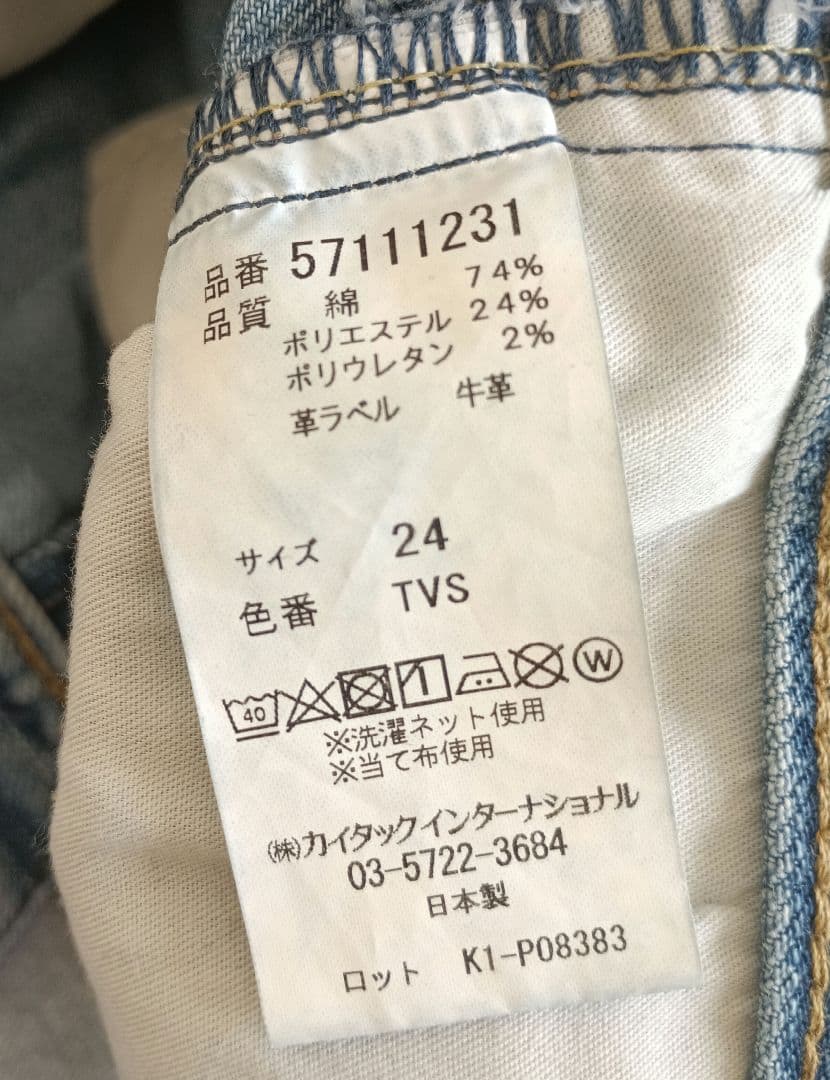 品番 57111231
品質 綿 74%
ポリエステル 24%
ポリウレタン 2%
革ラベル 牛革
サイズ 24
色番 TVS
40 W
※洗濯ネット使用
※当て布使用
(株)カイタックインターナショナル
03-5722-3684
日本製
ロット K1-P08383